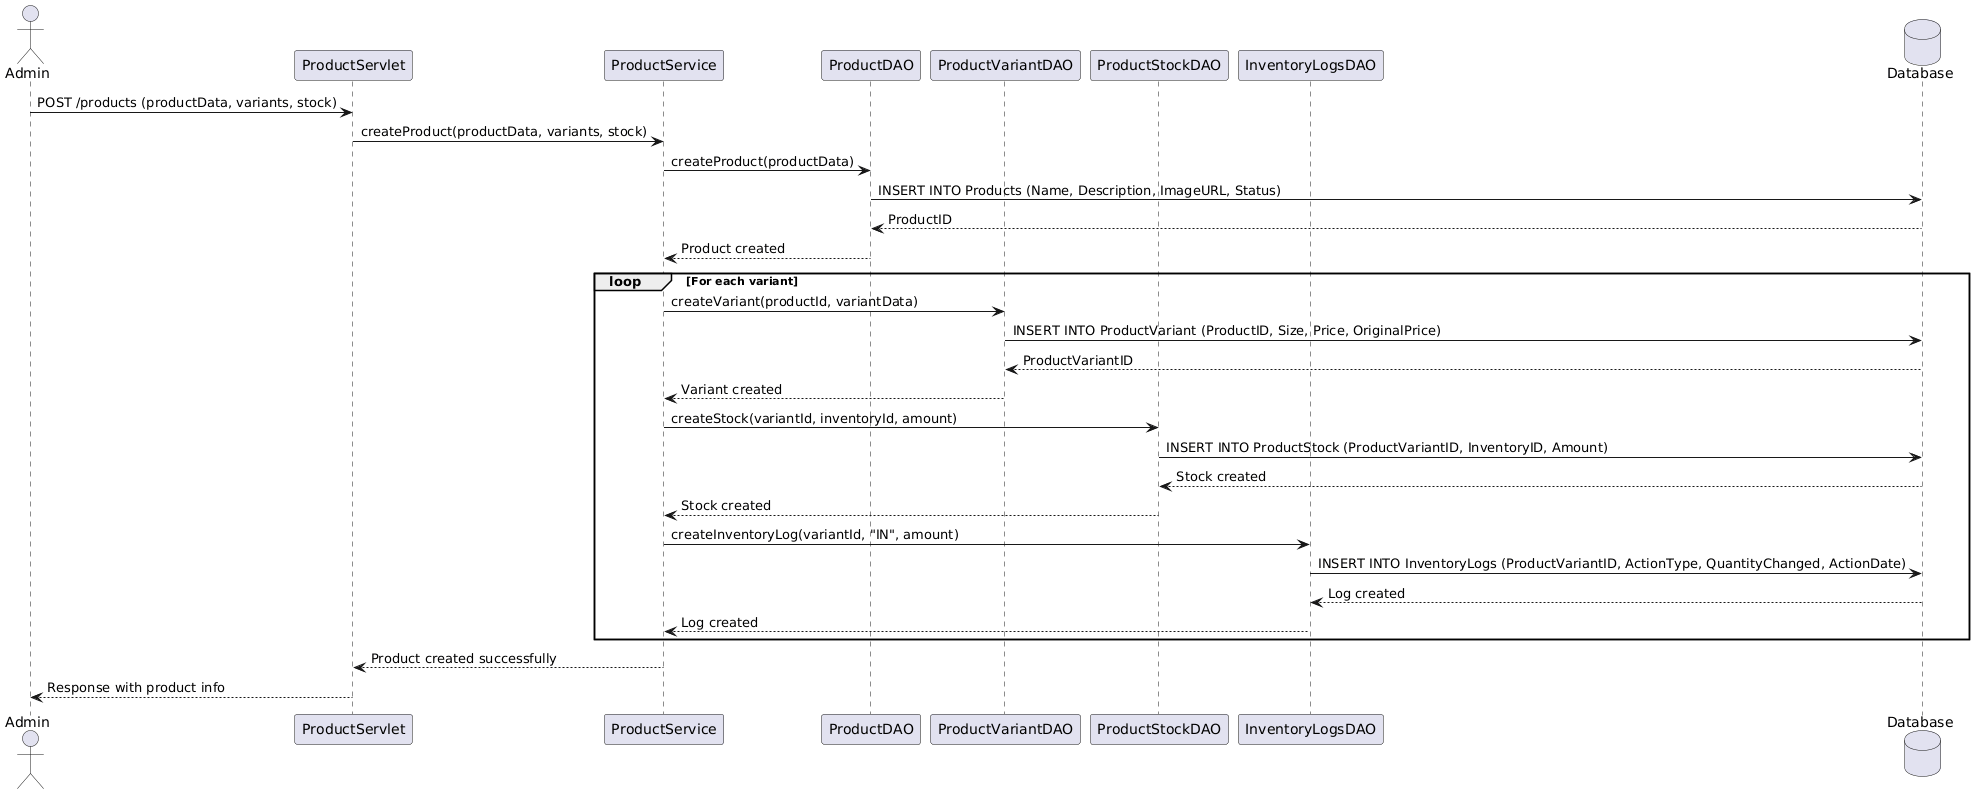 Admin
ProductServlet
ProductService
ProductDAO
ProductVariantDAO
ProductStockDAO
InventoryLogsDAO
Database
POST /products (productData, variants, stock)
createProduct(productData, variants, stock)
createProduct(productData)
INSERT INTO Products (Name, Description, ImageURL, Status)
ProductID
Product created
loop
[For each variant]
createVariant(productId, variantData)
INSERT INTO ProductVariant (ProductID, Size, Price, OriginalPrice)
ProductVariantID
Variant created
createStock(variantId, inventoryId, amount)
INSERT INTO ProductStock (ProductVariantID, InventoryID, Amount)
Stock created
Stock created
createInventoryLog(variantId, "IN", amount)
INSERT INTO InventoryLogs (ProductVariantID, ActionType, QuantityChanged, ActionDate)
Log created
Log created
Product created successfully
Response with product info
Admin
ProductServlet
ProductService
ProductDAO
ProductVariantDAO
ProductStockDAO
InventoryLogsDAO
Database